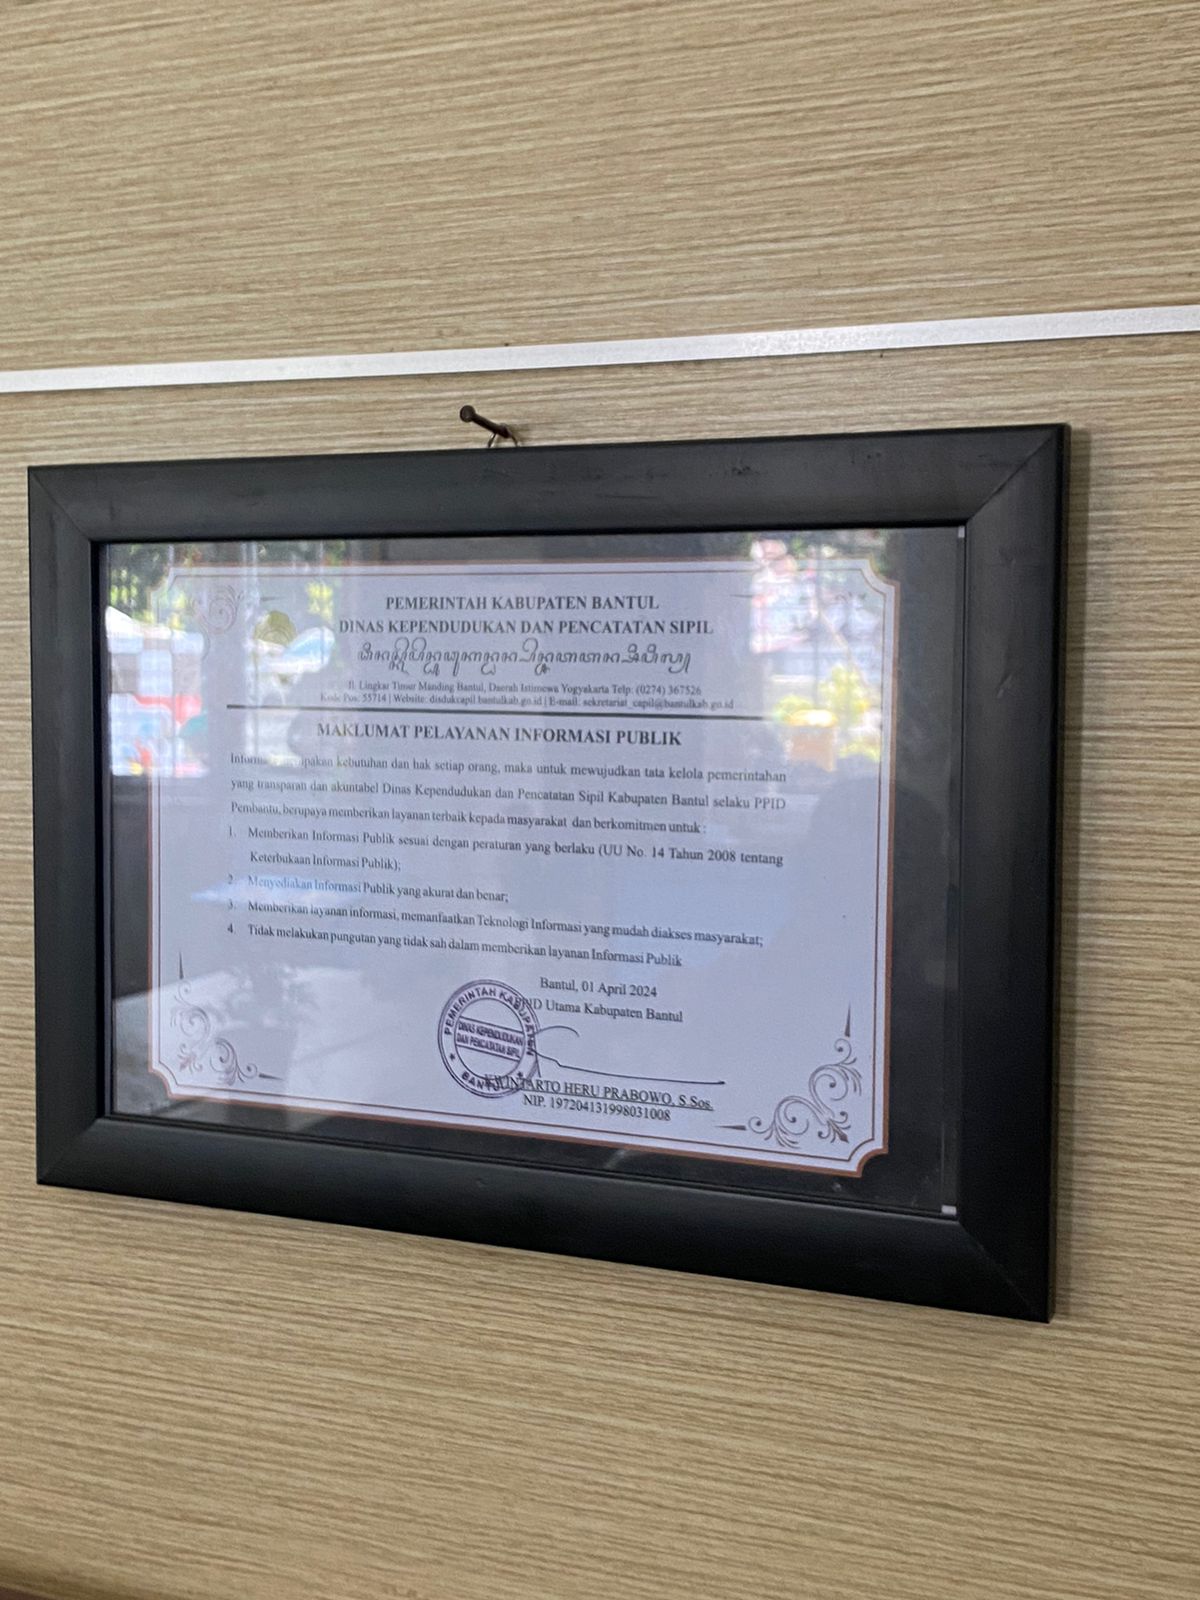 PEMERINTAH KABUPATEN BANTUL
DINAS KEPENDUDUKAN DAN PENCATATAN SIPIL
Jl. Lingkar Timur Manding Bantul, Daerah Istimewa Yogyakarta Telp: (0274) 367526
Kode Pos: 55714 | Website: disdukcapil.bantulkab.go.id | E-mail: sekretariat_capil@bantulkab.go.id
MAKLUMAT PELAYANAN INFORMASI PUBLIK
kebutuhan dan hak setiap orang, maka untuk mewujudkan tata kelola pemerintahan
yang transparan dan akuntabel Dinas Kependudukan dan Pencatatan Sipil Kabupaten Bantul selaku PPID
Pembantu, berupaya memberikan layanan terbaik kepada masyarakat dan berkomitmen untuk :
1. Memberikan Informasi Publik sesuai dengan peraturan yang berlaku (UU No. 14 Tahun 2008 tentang
Keterbukaan Informasi Publik);
2. Menyediakan Informasi Publik yang akurat dan benar;
3. Memberikan layanan informasi, memanfaatkan Teknologi Informasi yang mudah diakses masyarakat;
4. Tidak melakukan pungutan yang tidak sah dalam memberikan layanan Informasi Publik
Bantul, 01 April 2024
Utama Kabupaten Bantul
PEMERINTAH KABUPATEN
DINAS KEPENDUDUKAN
DAN PENCATATAN SIPIL
BANTUL
HERU PRABOWO, S.Sos.
NIP. 197204131998031008